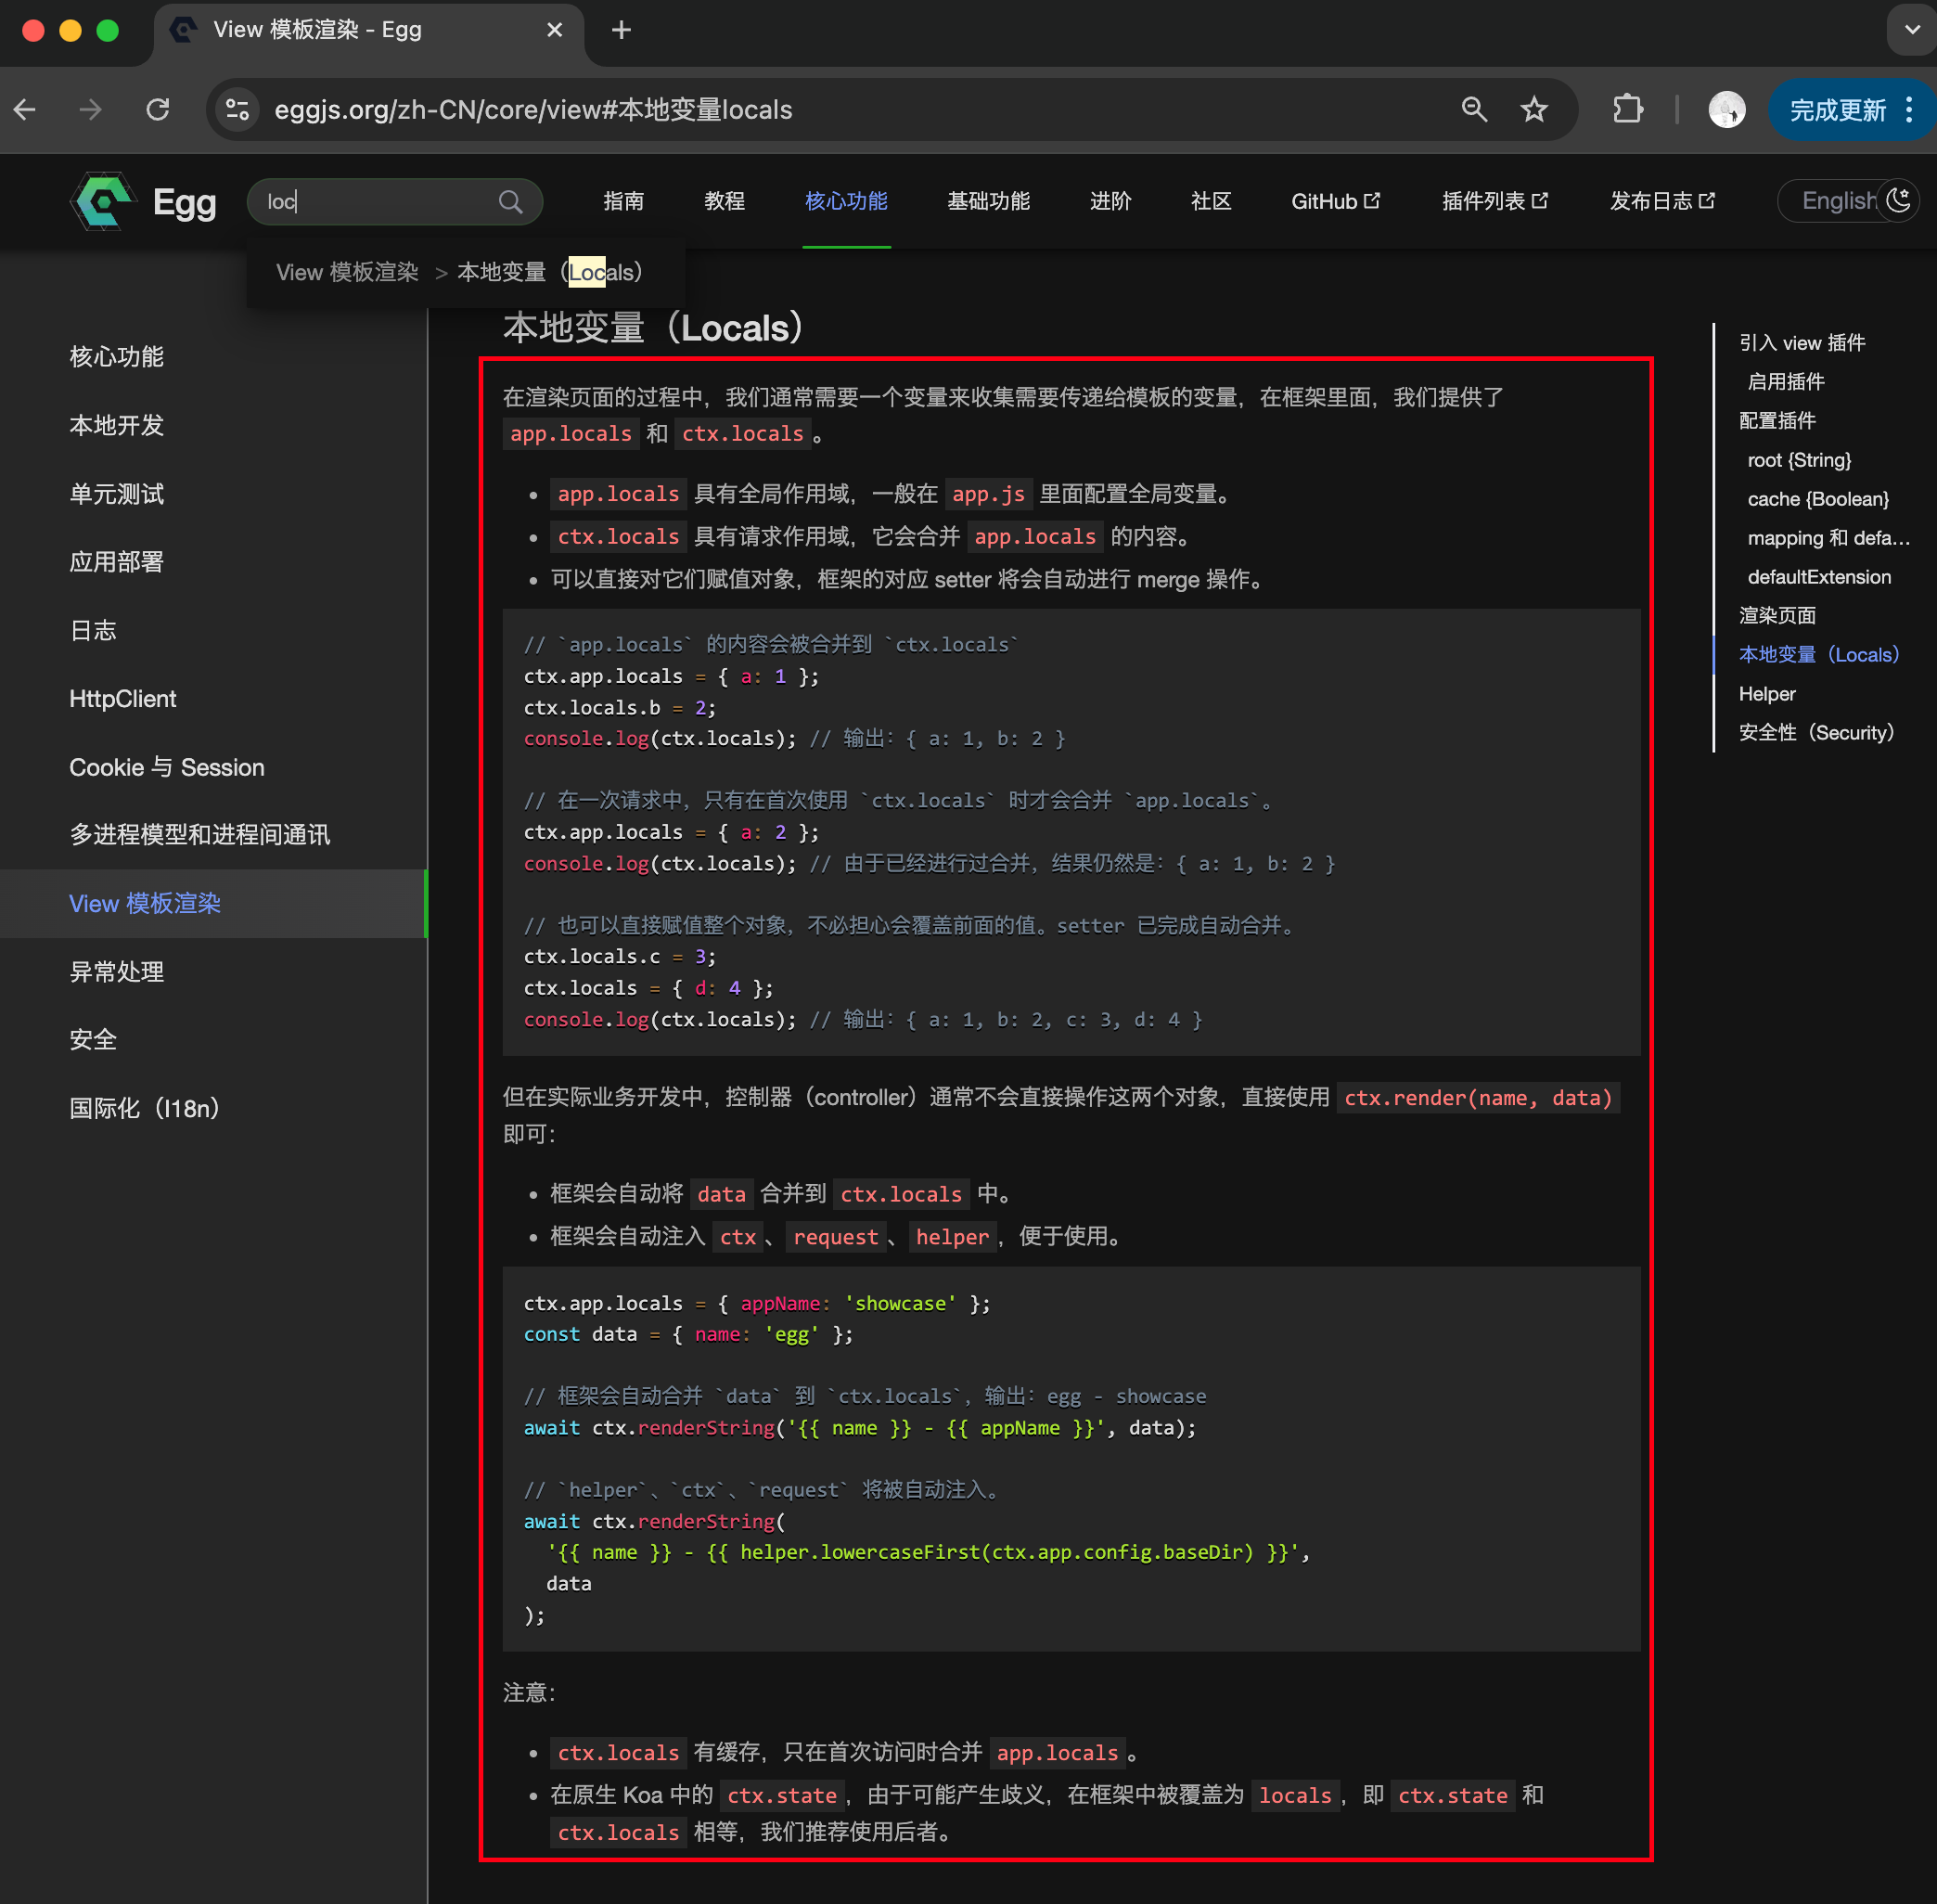 View 模板渲染 - Egg
eggjs.org/zh-CN/core/view#本地变量locals
完成更新
Egg
loc
指南
教程
核心功能
基础功能
进阶
社区
GitHub
插件列表
发布日志
English
View 模板渲染 > 本地变量（Locals）
核心功能
本地开发
单元测试
应用部署
日志
HttpClient
Cookie 与 Session
多进程模型和进程间通讯
View 模板渲染
异常处理
安全
国际化（I18n）
本地变量（Locals）
在渲染页面的过程中，我们通常需要一个变量来收集需要传递给模板的变量，在框架里面，我们提供了
app.locals 和 ctx.locals 。
• app.locals 具有全局作用域，一般在 app.js 里面配置全局变量。
• ctx.locals 具有请求作用域，它会合并 app.locals 的内容。
• 可以直接对它们赋值对象，框架的对应 setter 将会自动进行 merge 操作。
// `app.locals` 的内容会被合并到 `ctx.locals`
ctx.app.locals = { a: 1 };
ctx.locals.b = 2;
console.log(ctx.locals); // 输出：{ a: 1, b: 2 }
// 在一次请求中，只有在首次使用 `ctx.locals` 时才会合并 `app.locals`。
ctx.app.locals = { a: 2 };
console.log(ctx.locals); // 由于已经进行过合并，结果仍然是：{ a: 1, b: 2 }
// 也可以直接赋值整个对象，不必担心会覆盖前面的值。setter 已完成自动合并。
ctx.locals.c = 3;
ctx.locals = { d: 4 };
console.log(ctx.locals); // 输出：{ a: 1, b: 2, c: 3, d: 4 }
但在实际业务开发中，控制器（controller）通常不会直接操作这两个对象，直接使用 ctx.render(name, data)
即可：
• 框架会自动将 data 合并到 ctx.locals 中。
• 框架会自动注入 ctx 、 request 、 helper ，便于使用。
ctx.app.locals = { appName: 'showcase' };
const data = { name: 'egg' };
// 框架会自动合并 `data` 到 `ctx.locals`，输出：egg - showcase
await ctx.renderString('{{ name }} - {{ appName }}', data);
// `helper`、`ctx`、`request` 将被自动注入。
await ctx.renderString(
'{{ name }} - {{ helper.lowercaseFirst(ctx.app.config.baseDir) }}',
data
);
注意：
• ctx.locals 有缓存，只在首次访问时合并 app.locals 。
• 在原生 Koa 中的 ctx.state ，由于可能产生歧义，在框架中被覆盖为 locals ，即 ctx.state 和
ctx.locals 相等，我们推荐使用后者。
引入 view 插件
启用插件
配置插件
root {String}
cache {Boolean}
mapping 和 defa...
defaultExtension
渲染页面
本地变量（Locals）
Helper
安全性（Security）